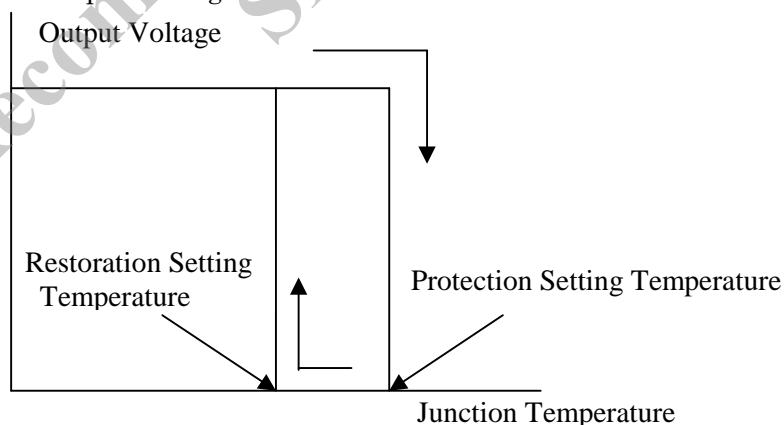 Output Voltage
Restoration Setting
Temperature
Protection Setting Temperature
Junction Temperature